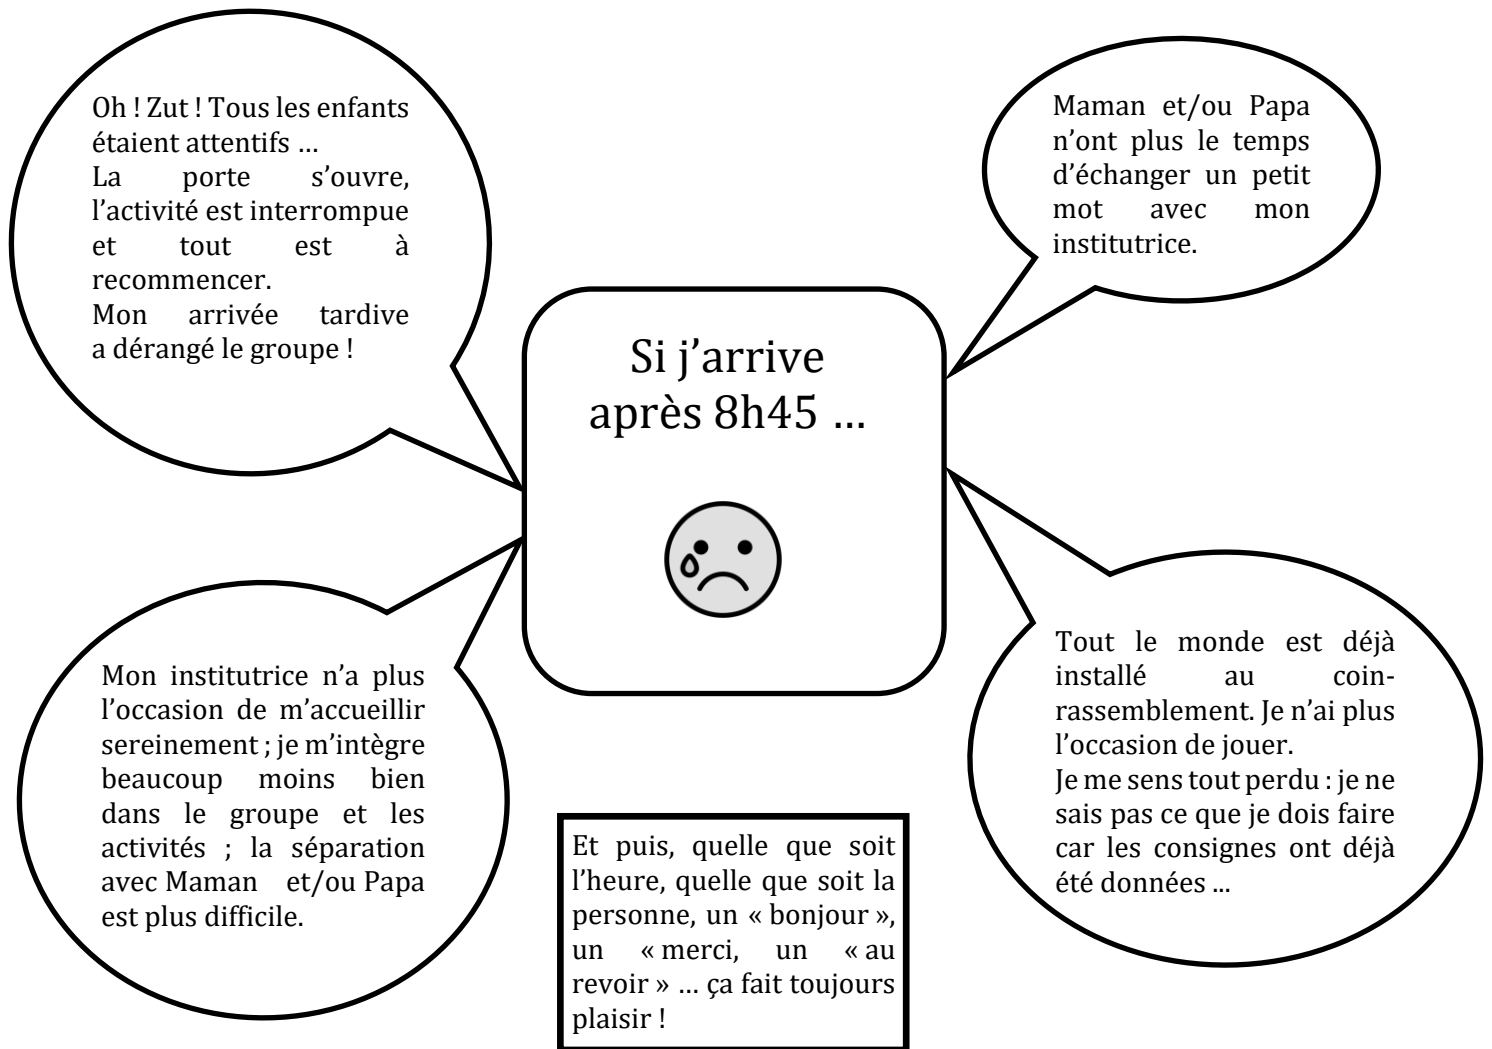 Oh ! Zut ! Tous les enfants
étaient attentifs …
La porte s’ouvre,
l’activité est interrompue
et tout est à
recommencer.
Mon arrivée tardive
a dérangé le groupe !
Maman et/ou Papa
n’ont plus le temps
d’échanger un petit
mot avec mon
institutrice.
Si j’arrive
après 8h45 …
Mon institutrice n’a plus
l’occasion de m’accueillir
sereinement ; je m’intègre
beaucoup moins bien
dans le groupe et les
activités ; la séparation
avec Maman et/ou Papa
est plus difficile.
Tout le monde est déjà
installé au coin-
rassemblement. Je n’ai plus
l’occasion de jouer.
Je me sens tout perdu : je ne
sais pas ce que je dois faire
car les consignes ont déjà
été données …
Et puis, quelle que soit
l’heure, quelle que soit la
personne, un « bonjour »,
un « merci, un « au
revoir » … ça fait toujours
plaisir !